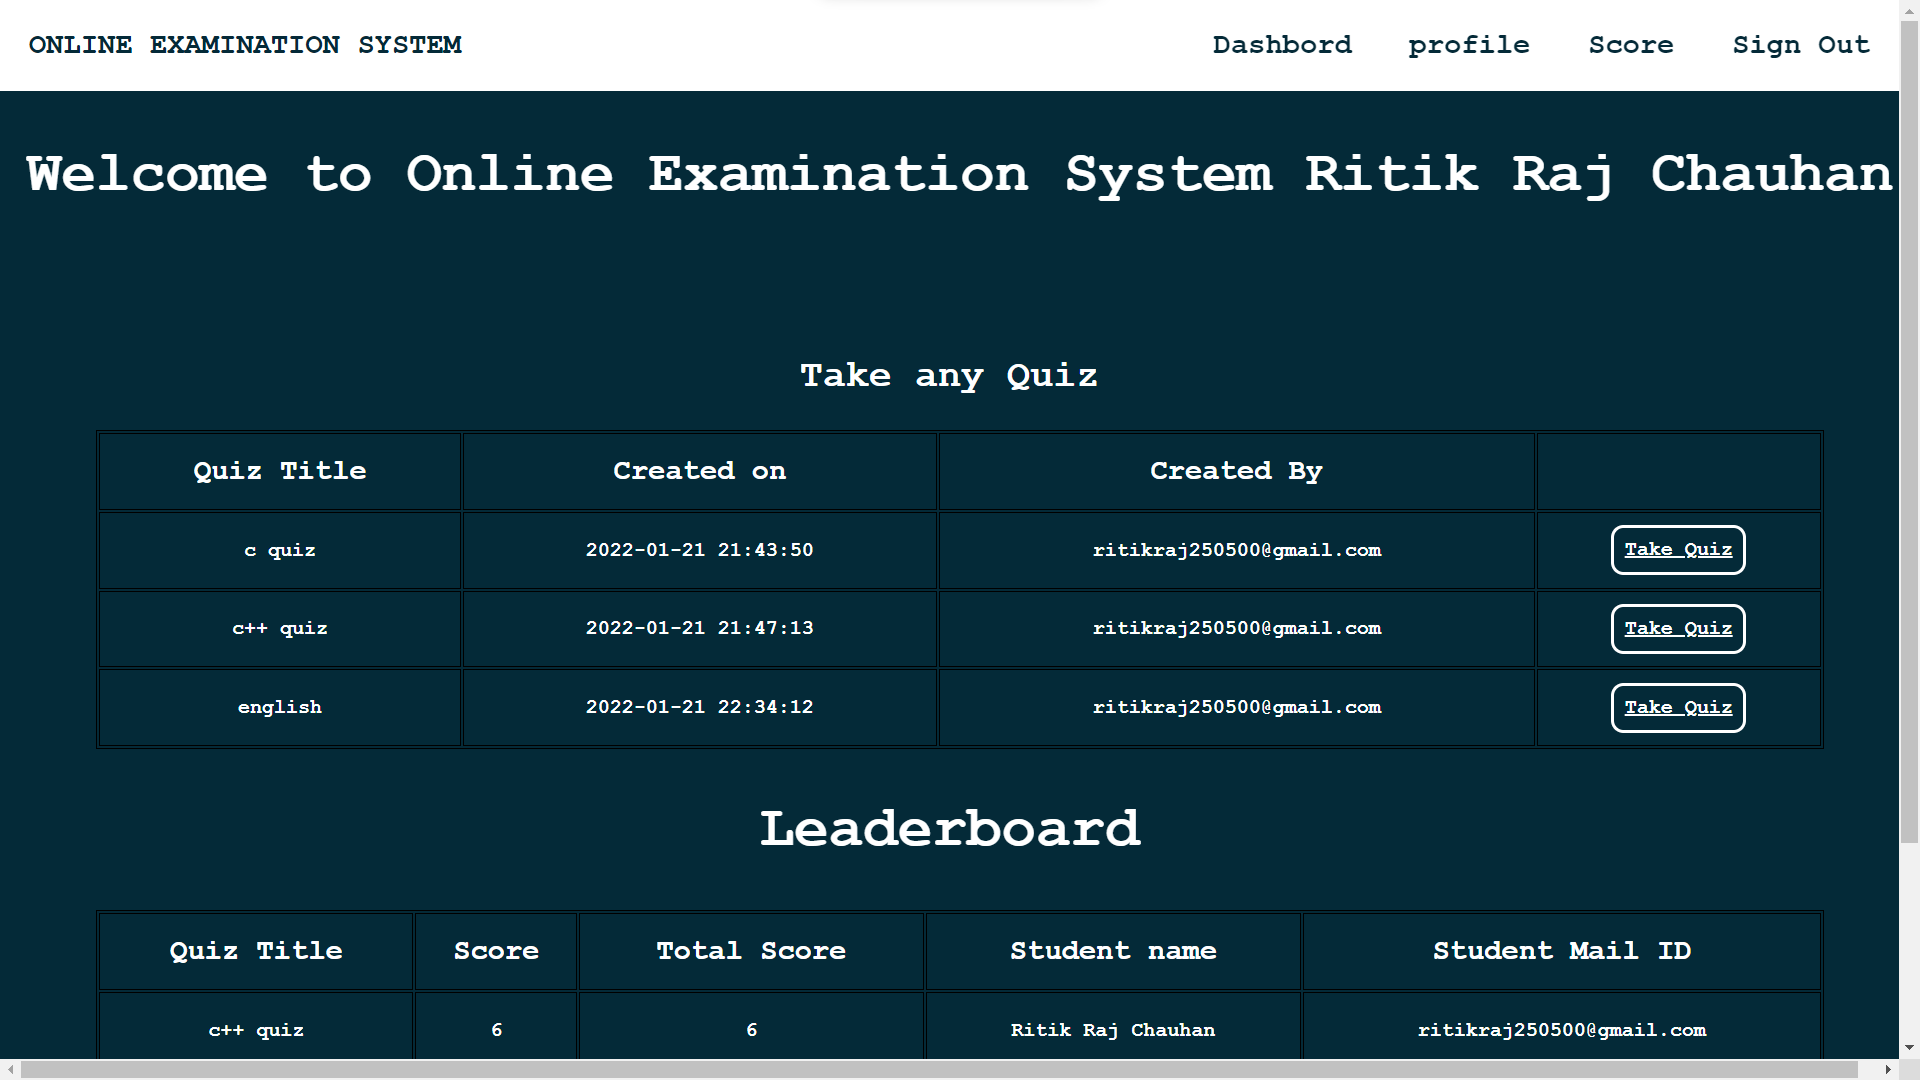 ONLINE EXAMINATION SYSTEM Dashbord profile Score Sign Out
Welcome to Online Examination System Ritik Raj Chauhan
Take any Quiz
Quiz Title Created on Created By
c quiz 2022-01-21 21:43:50 ritikraj250500@gmail.com Take Quiz
c++ quiz 2022-01-21 21:47:13 ritikraj250500@gmail.com Take Quiz
english 2022-01-21 22:34:12 ritikraj250500@gmail.com Take Quiz
Leaderboard
Quiz Title Score Total Score Student name Student Mail ID
c++ quiz 6 6 Ritik Raj Chauhan ritikraj250500@gmail.com